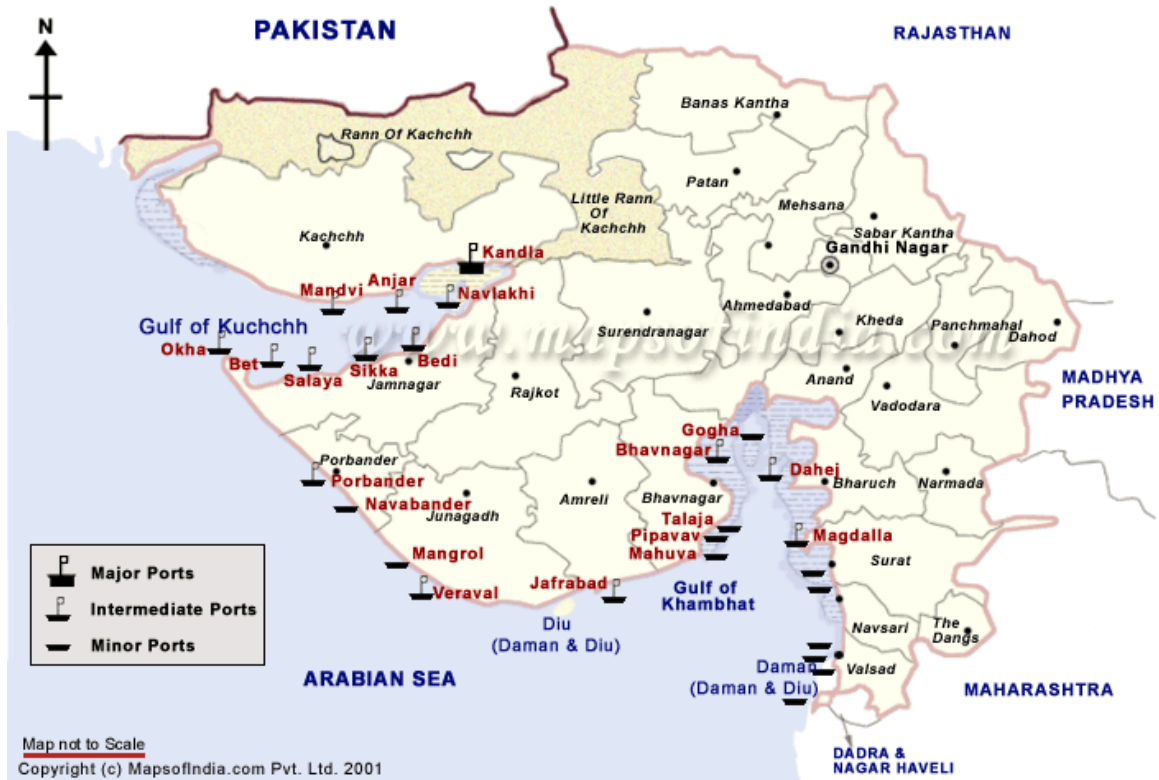 N
PAKISTAN
RAJASTHAN
Banas Kantha
Rann Of Kachchh
Patan
Little Rann
Of
Kachchh
Mehsana
Sabar Kantha
Gandhi Nagar
Kachchh
Kandla
Anjar
Mandvi
Navlakhi
Ahmedabad
Gulf of Kuchchh
www.mapsofindia.com
Surendranagar
Kheda
Panchmahal
Dahod
Okha
Bet
Salaya
Sikka
Bedi
Jamnagar
Rajkot
Anand
Vadodara
MADHYA
PRADESH
Gogha
Bhavnagar
Dahej
Porbander
Porbander
Navabander
Junagadh
Amreli
Bhavnagar
Bharuch
Narmada
Talaja
Pipavav
Mahuva
Magdalla
Mangrol
Surat
Veraval
Jafrabad
Gulf of
Khambhat
Major Ports
Intermediate Ports
Minor Ports
Diu
(Daman & Diu)
Navsari
The
Dangs
Valsad
Daman
(Daman & Diu)
ARABIAN SEA
MAHARASHTRA
DADRA &
NAGAR HAVELI
Map not to Scale
Copyright (c) MapsofIndia.com Pvt. Ltd. 2001